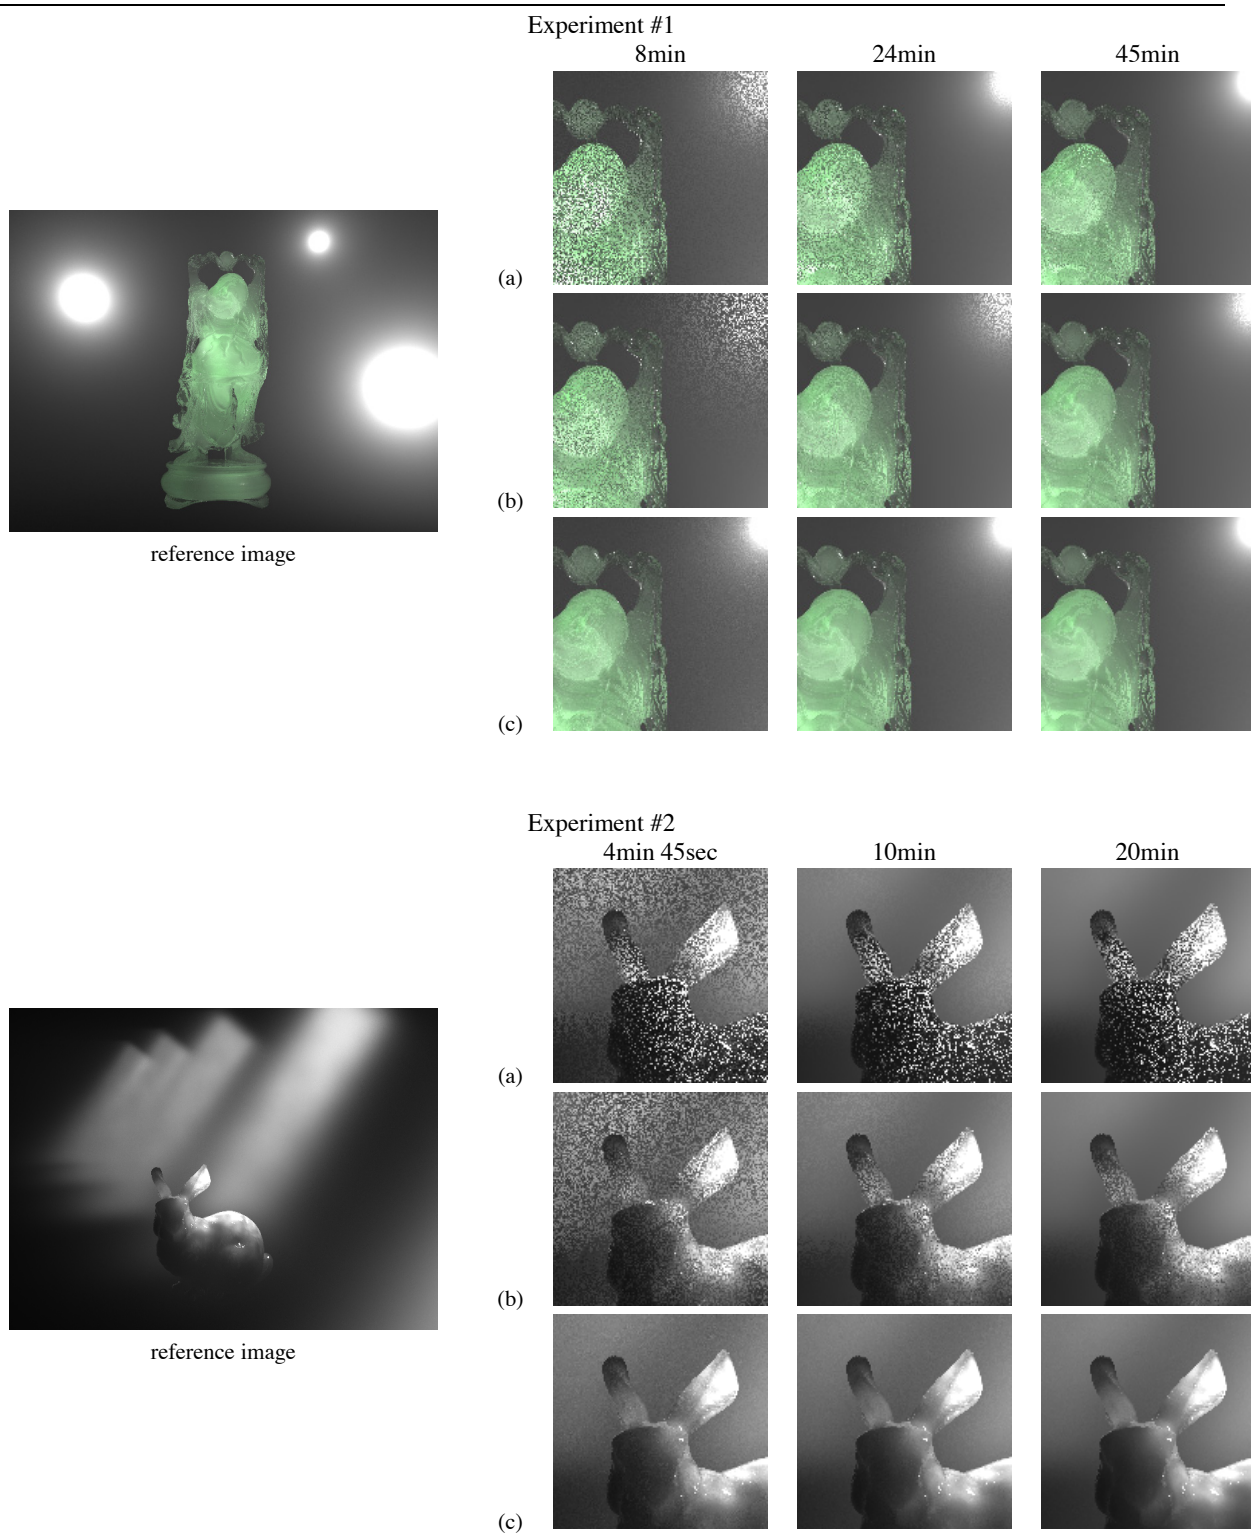 Experiment #1
8min 24min 45min
(a)
(b)
reference image
(c)
Experiment #2
4min 45sec 10min 20min
(a)
(b)
reference image
(c)